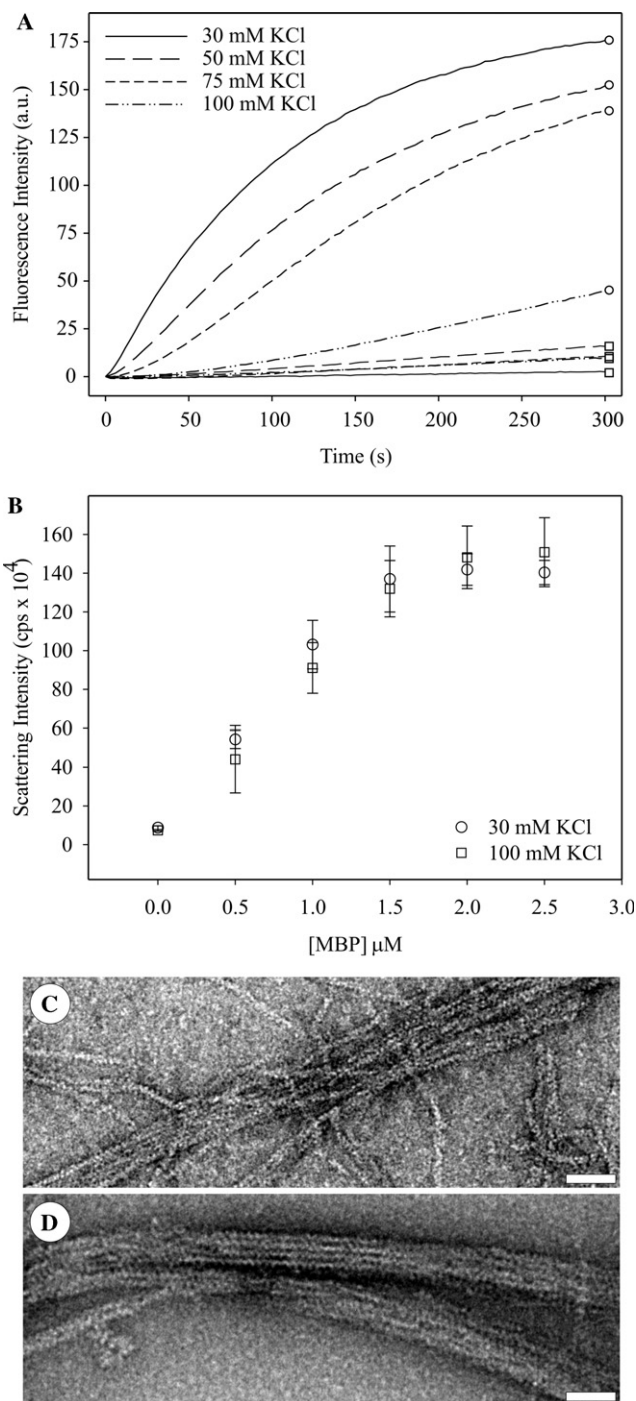 A
30 mM KCl
50 mM KCl
75 mM KCl
100 mM KCl
175
150
125
100
75
50
25
0
Fluorescence Intensity (a.u.)
0 50 100 150 200 250 300
Time (s)
B
160
140
120
100
80
60
40
20
0
Scattering Intensity (cps x 10⁴)
30 mM KCl
100 mM KCl
0.0 0.5 1.0 1.5 2.0 2.5 3.0
[MBP] μM
C
D